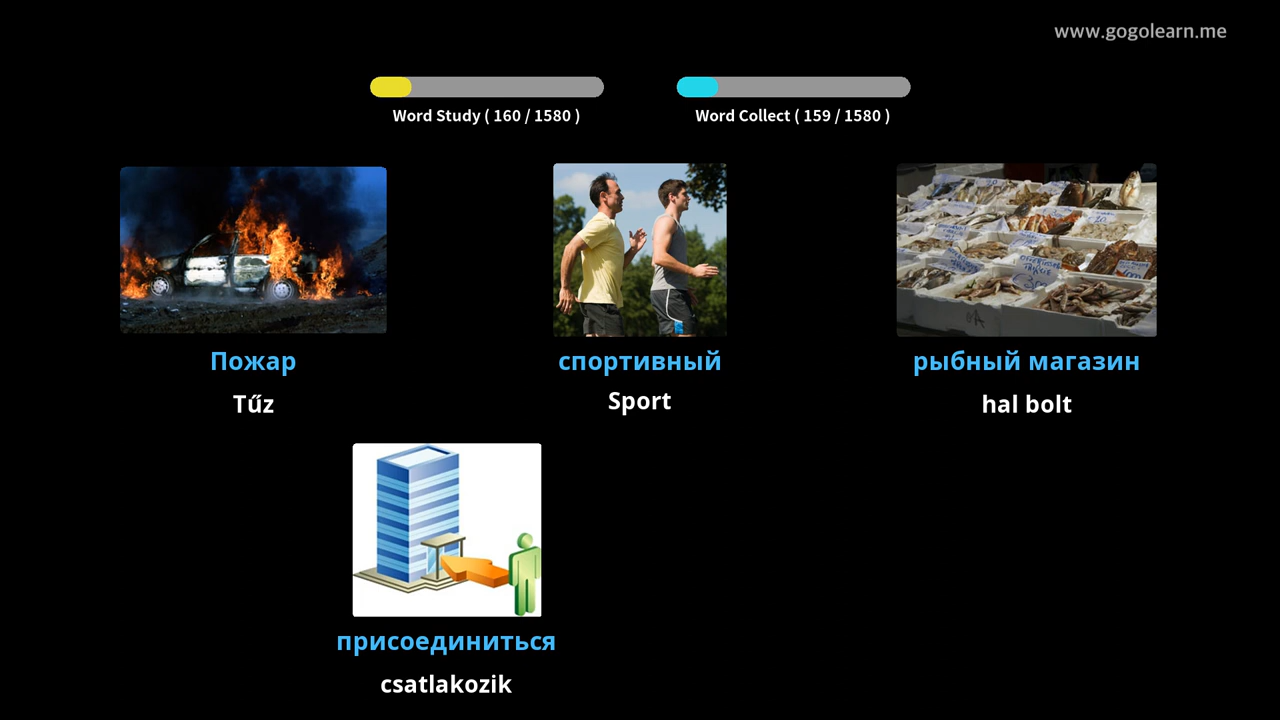 www.gogolearn.me
Word Study ( 160 / 1580 )
Word Collect ( 159 / 1580 )
Пожар
Tűz
спортивный
Sport
рыбный магазин
hal bolt
присоединиться
csatlakozik